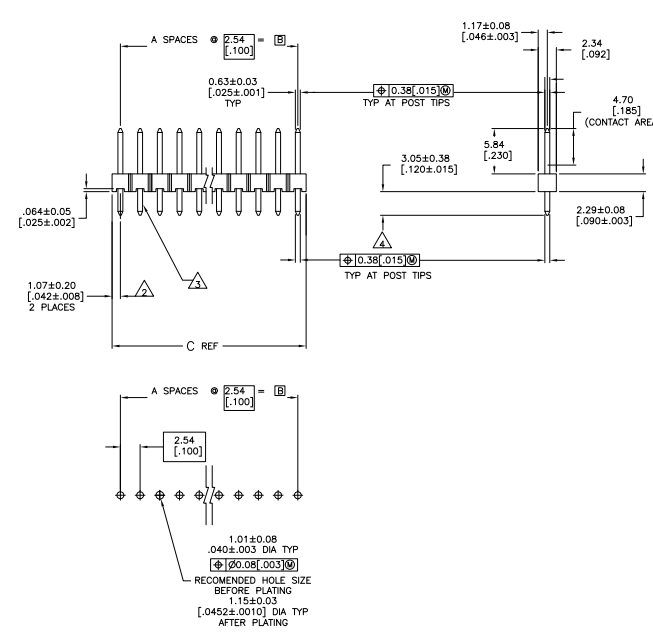 A SPACES @ 2.54 = B
[.100]
0.63±0.03
[.025±.001]
TYP
⌖ 0.38[.015]Ⓜ
TYP AT POST TIPS
1.17±0.08
[.046±.003]
2.34
[.092]
4.70
[.185]
(CONTACT AREA
5.84
[.230]
3.05±0.38
[.120±.015]
.064±0.05
[.025±.002]
2.29±0.08
[.090±.003]
4
⌖ 0.38[.015]Ⓜ
TYP AT POST TIPS
1.07±0.20
[.042±.008]
2 PLACES
2
3
C REF
A SPACES @ 2.54 = B
[.100]
2.54
[.100]
1.01±0.08
.040±.003 DIA TYP
⌖ Ø0.08[.003]Ⓜ
RECOMENDED HOLE SIZE
BEFORE PLATING
1.15±0.03
[.0452±.0010] DIA TYP
AFTER PLATING